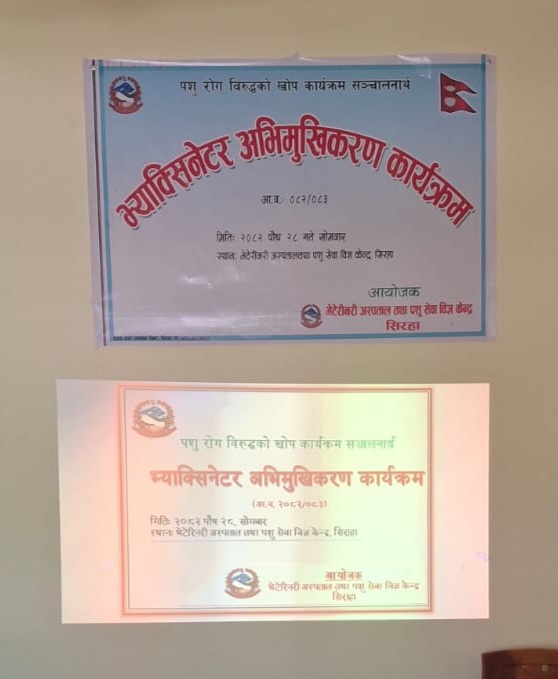 पशु रोग विरुद्धको खोप कार्यक्रम सञ्चालनार्थ
भ्याक्सिनेटर अभिमुखिकरण कार्यक्रम
आ.व.: ०८२/०८३
मितिः २०८२ पौष २८ गते सोमवार
स्थानः भेटेरीनरी अस्पतालतथा पशु सेवा विज्ञ केन्द्र, सिरहा
आयोजक
भेटेरीनरी अस्पताल तथा पशु सेवा विज्ञ केन्द्र
सिरहा
पशु रोग विरुद्धको खोप कार्यक्रम सञ्चालनार्थ
भ्याक्सिनेटर अभिमुखिकरण कार्यक्रम
(आ.व. २०८२/०८३)
मितिः २०८२ पौष २८, सोमबार
स्थानः भेटेरिनरी अस्पताल तथा पशु सेवा विज्ञ केन्द्र, सिरहा
आयोजक
भेटेरिनरी अस्पताल तथा पशु सेवा विज्ञ केन्द्र
सिरहा